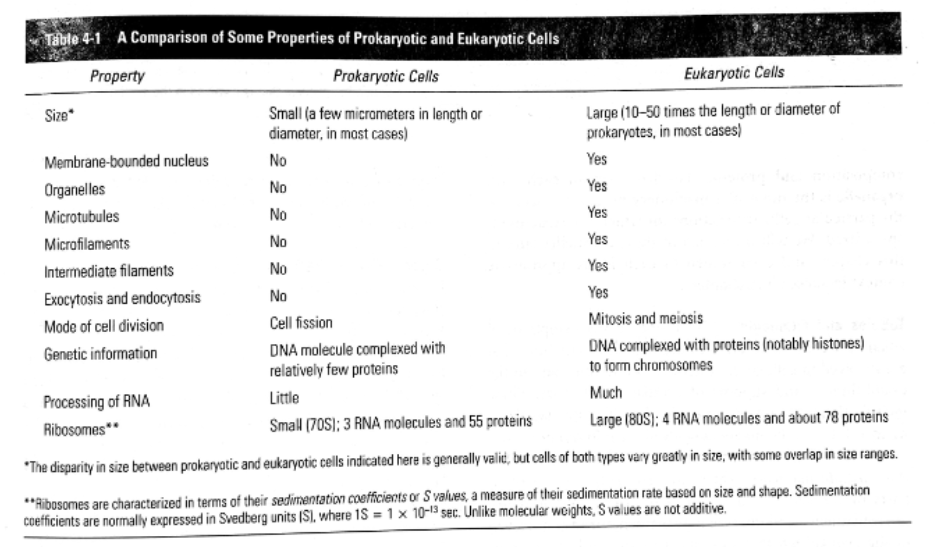 Table 4-1 A Comparison of Some Properties of Prokaryotic and Eukaryotic Cells
Property Prokaryotic Cells Eukaryotic Cells
Size* Small (a few micrometers in length or diameter, in most cases) Large (10–50 times the length or diameter of prokaryotes, in most cases)
Membrane-bounded nucleus No Yes
Organelles No Yes
Microtubules No Yes
Microfilaments No Yes
Intermediate filaments No Yes
Exocytosis and endocytosis No Yes
Mode of cell division Cell fission Mitosis and meiosis
Genetic information DNA molecule complexed with relatively few proteins DNA complexed with proteins (notably histones) to form chromosomes
Processing of RNA Little Much
Ribosomes** Small (70S); 3 RNA molecules and 55 proteins Large (80S); 4 RNA molecules and about 78 proteins
*The disparity in size between prokaryotic and eukaryotic cells indicated here is generally valid, but cells of both types vary greatly in size, with some overlap in size ranges.
**Ribosomes are characterized in terms of their sedimentation coefficients or S values, a measure of their sedimentation rate based on size and shape. Sedimentation
coefficients are normally expressed in Svedberg units (S), where 1S = 1 × 10⁻¹³ sec. Unlike molecular weights, S values are not additive.